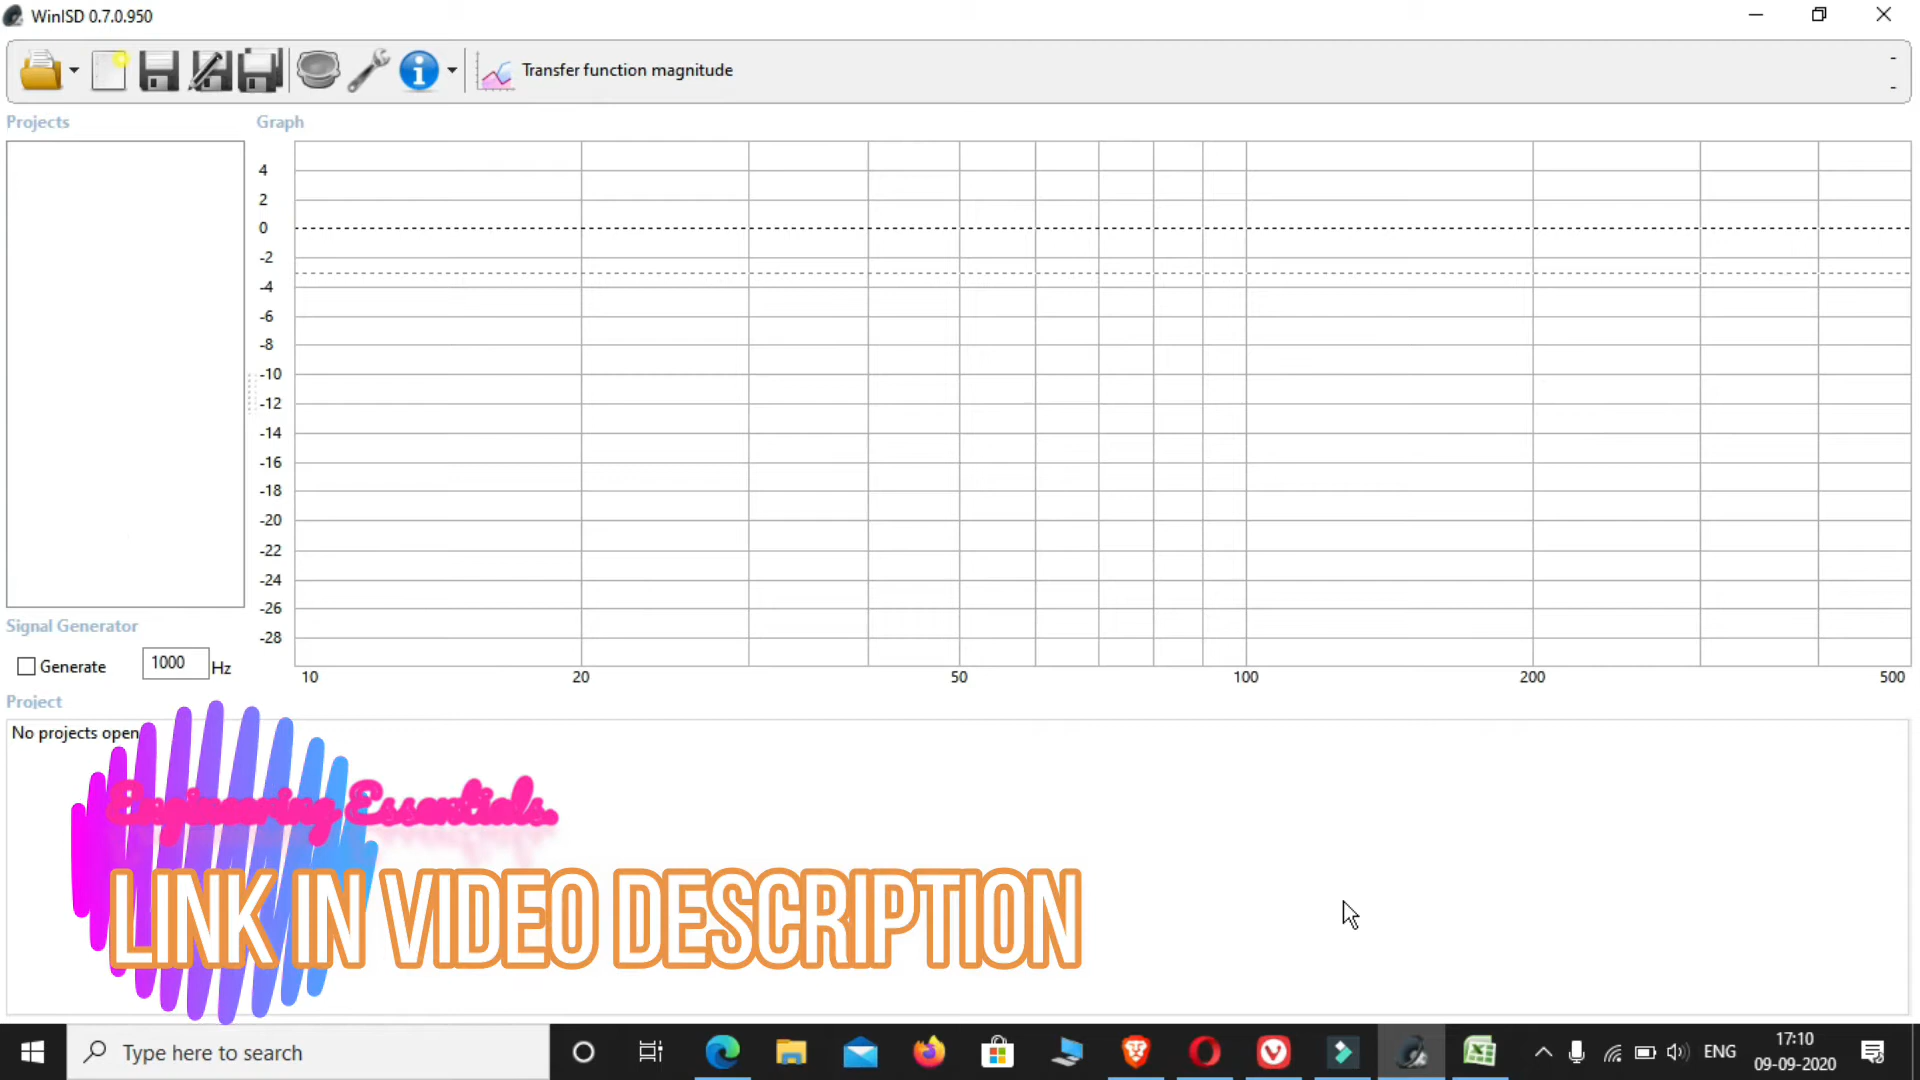 WinISD 0.7.0.950
Transfer function magnitude
-
-
Projects
Graph
4
2
0
-2
-4
-6
-8
-10
-12
-14
-16
-18
-20
-22
-24
-26
-28
10 20 50 100 200 500
Signal Generator
Generate 1000 Hz
Project
No projects open
Engineering Essentials.
LINK IN VIDEO DESCRIPTION
Type here to search
ENG
17:10
09-09-2020